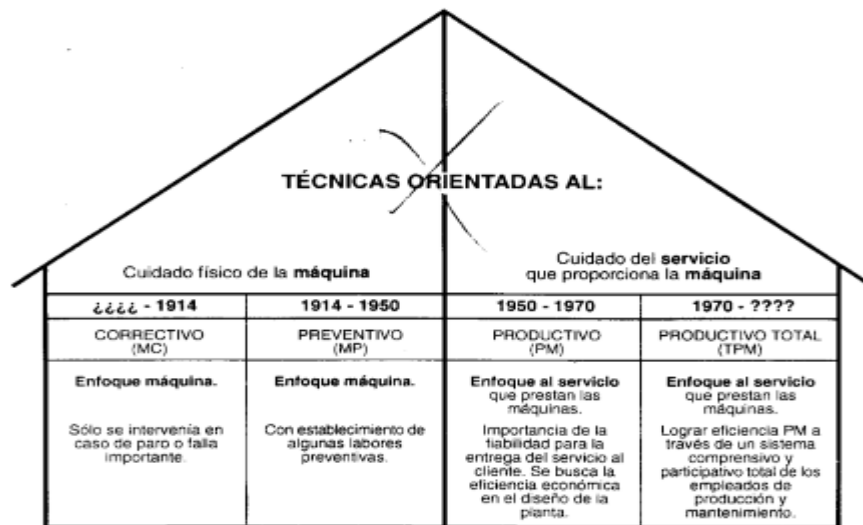 TÉCNICAS ORIENTADAS AL:
Cuidado físico de la máquina
Cuidado del servicio
que proporciona la máquina
¿¿¿¿ - 1914
1914 - 1950
1950 - 1970
1970 - ????
CORRECTIVO
(MC)
PREVENTIVO
(MP)
PRODUCTIVO
(PM)
PRODUCTIVO TOTAL
(TPM)
Enfoque máquina.
Sólo se intervenía en
caso de paro o falla
importante.
Enfoque máquina.
Con establecimiento de
algunas labores
preventivas.
Enfoque al servicio
que prestan las
máquinas.
Importancia de la
fiabilidad para la
entrega del servicio al
cliente. Se busca la
eficiencia económica
en el diseño de la
planta.
Enfoque al servicio
que prestan las
máquinas.
Lograr eficiencia PM a
través de un sistema
comprensivo y
participativo total de los
empleados de
producción y
mantenimiento.